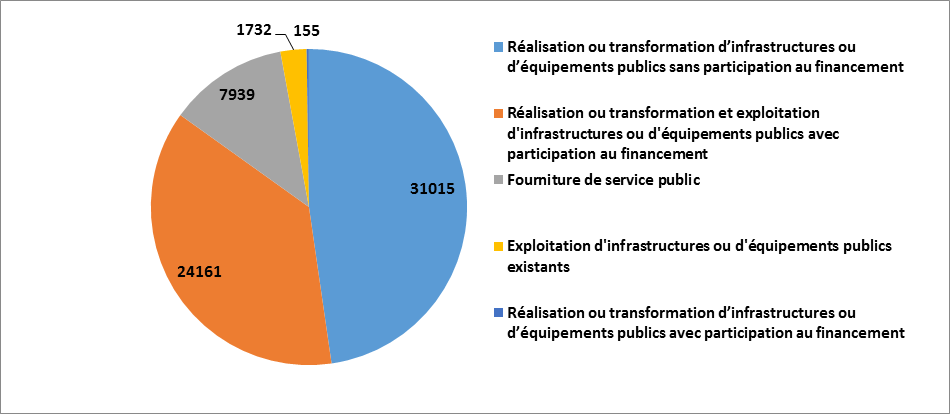 1732 155
7939
31015
24161
Réalisation ou transformation d’infrastructures ou
d’équipements publics sans participation au financement
Réalisation ou transformation et exploitation
d'infrastructures ou d'équipements publics avec
participation au financement
Fourniture de service public
Exploitation d'infrastructures ou d'équipements publics
existants
Réalisation ou transformation d’infrastructures ou
d’équipements publics avec participation au financement